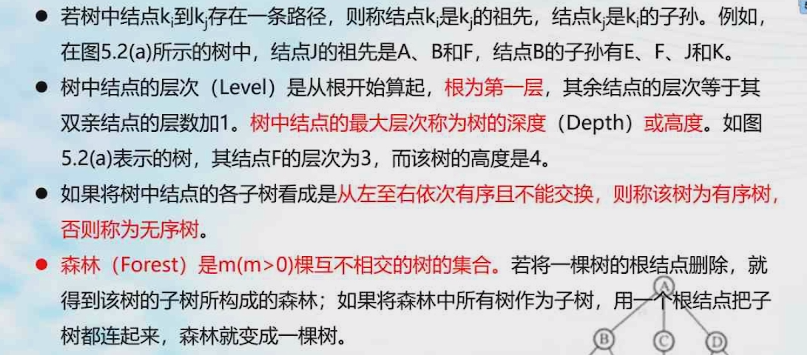 ● 若树中结点ki到kj存在一条路径，则称结点ki是kj的祖先，结点kj是ki的子孙。例如，
在图5.2(a)所示的树中，结点J的祖先是A、B和F，结点B的子孙有E、F、J和K。
● 树中结点的层次（Level）是从根开始算起，根为第一层，其余结点的层次等于其
双亲结点的层数加1。树中结点的最大层次称为树的深度（Depth）或高度。如图
5.2(a)表示的树，其结点F的层次为3，而该树的高度是4。
● 如果将树中结点的各子树看成是从左至右依次有序且不能交换，则称该树为有序树，
否则称为无序树。
● 森林（Forest）是m(m>0)棵互不相交的树的集合。若将一棵树的根结点删除，就
得到该树的子树所构成的森林；如果将森林中所有树作为子树，用一个根结点把子
树都连起来，森林就变成一棵树。
A
B C D